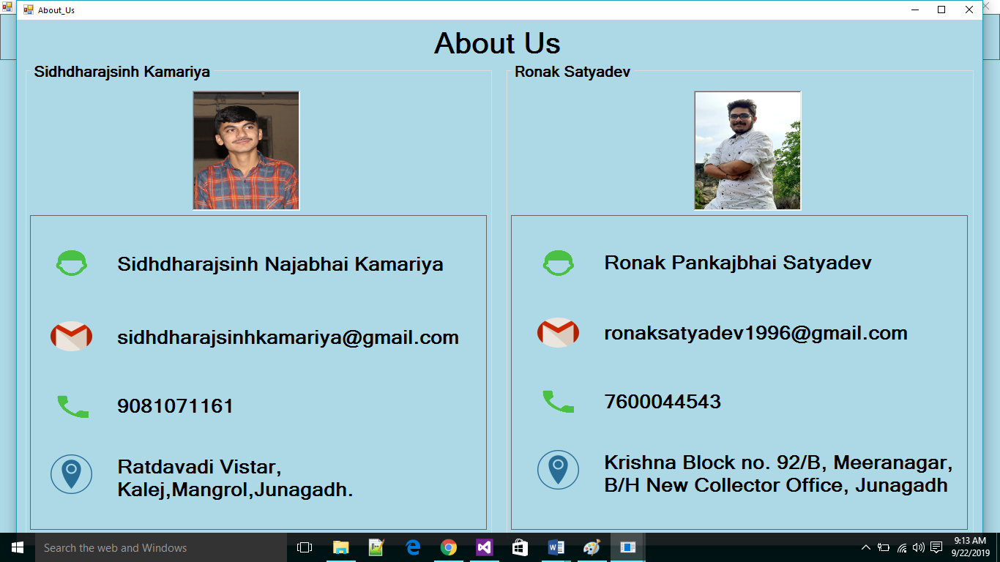 About_Us
About Us
Sidhdharajsinh Kamariya
Sidhdharajsinh Najabhai Kamariya
sidhdharajsinhkamariya@gmail.com
9081071161
Ratdavadi Vistar,
Kalej,Mangrol,Junagadh.
Ronak Satyadev
Ronak Pankajbhai Satyadev
ronaksatyadev1996@gmail.com
7600044543
Krishna Block no. 92/B, Meeranagar,
B/H New Collector Office, Junagadh
Search the web and Windows
9:13 AM
9/22/2019